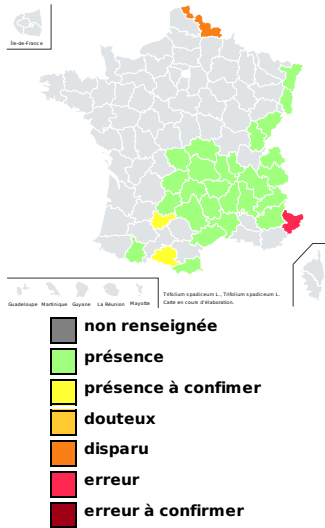 Île-de-France
Guadeloupe Martinique Guyane La Réunion Mayotte
Trifolium spadiceum L., Trifolium spadiceum L.
Carte en cours d'élaboration.
non renseignée
présence
présence à confimer
douteux
disparu
erreur
erreur à confirmer